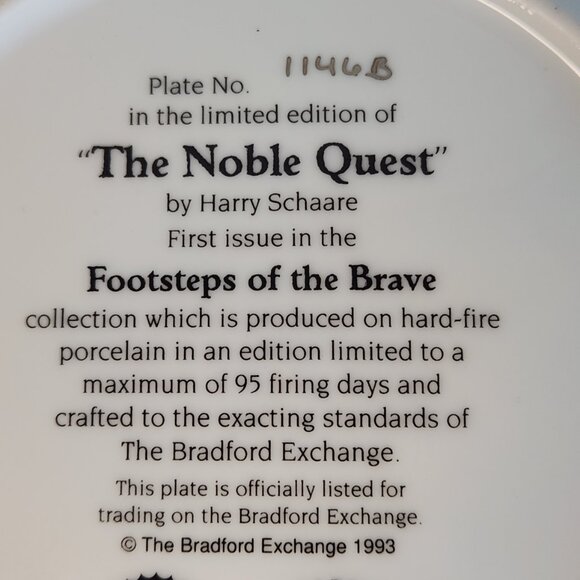 Plate No. 1146B
in the limited edition of
"The Noble Quest"
by Harry Schaare
First issue in the
Footsteps of the Brave
collection which is produced on hard-fire
porcelain in an edition limited to a
maximum of 95 firing days and
crafted to the exacting standards of
The Bradford Exchange.
This plate is officially listed for
trading on the Bradford Exchange.
© The Bradford Exchange 1993